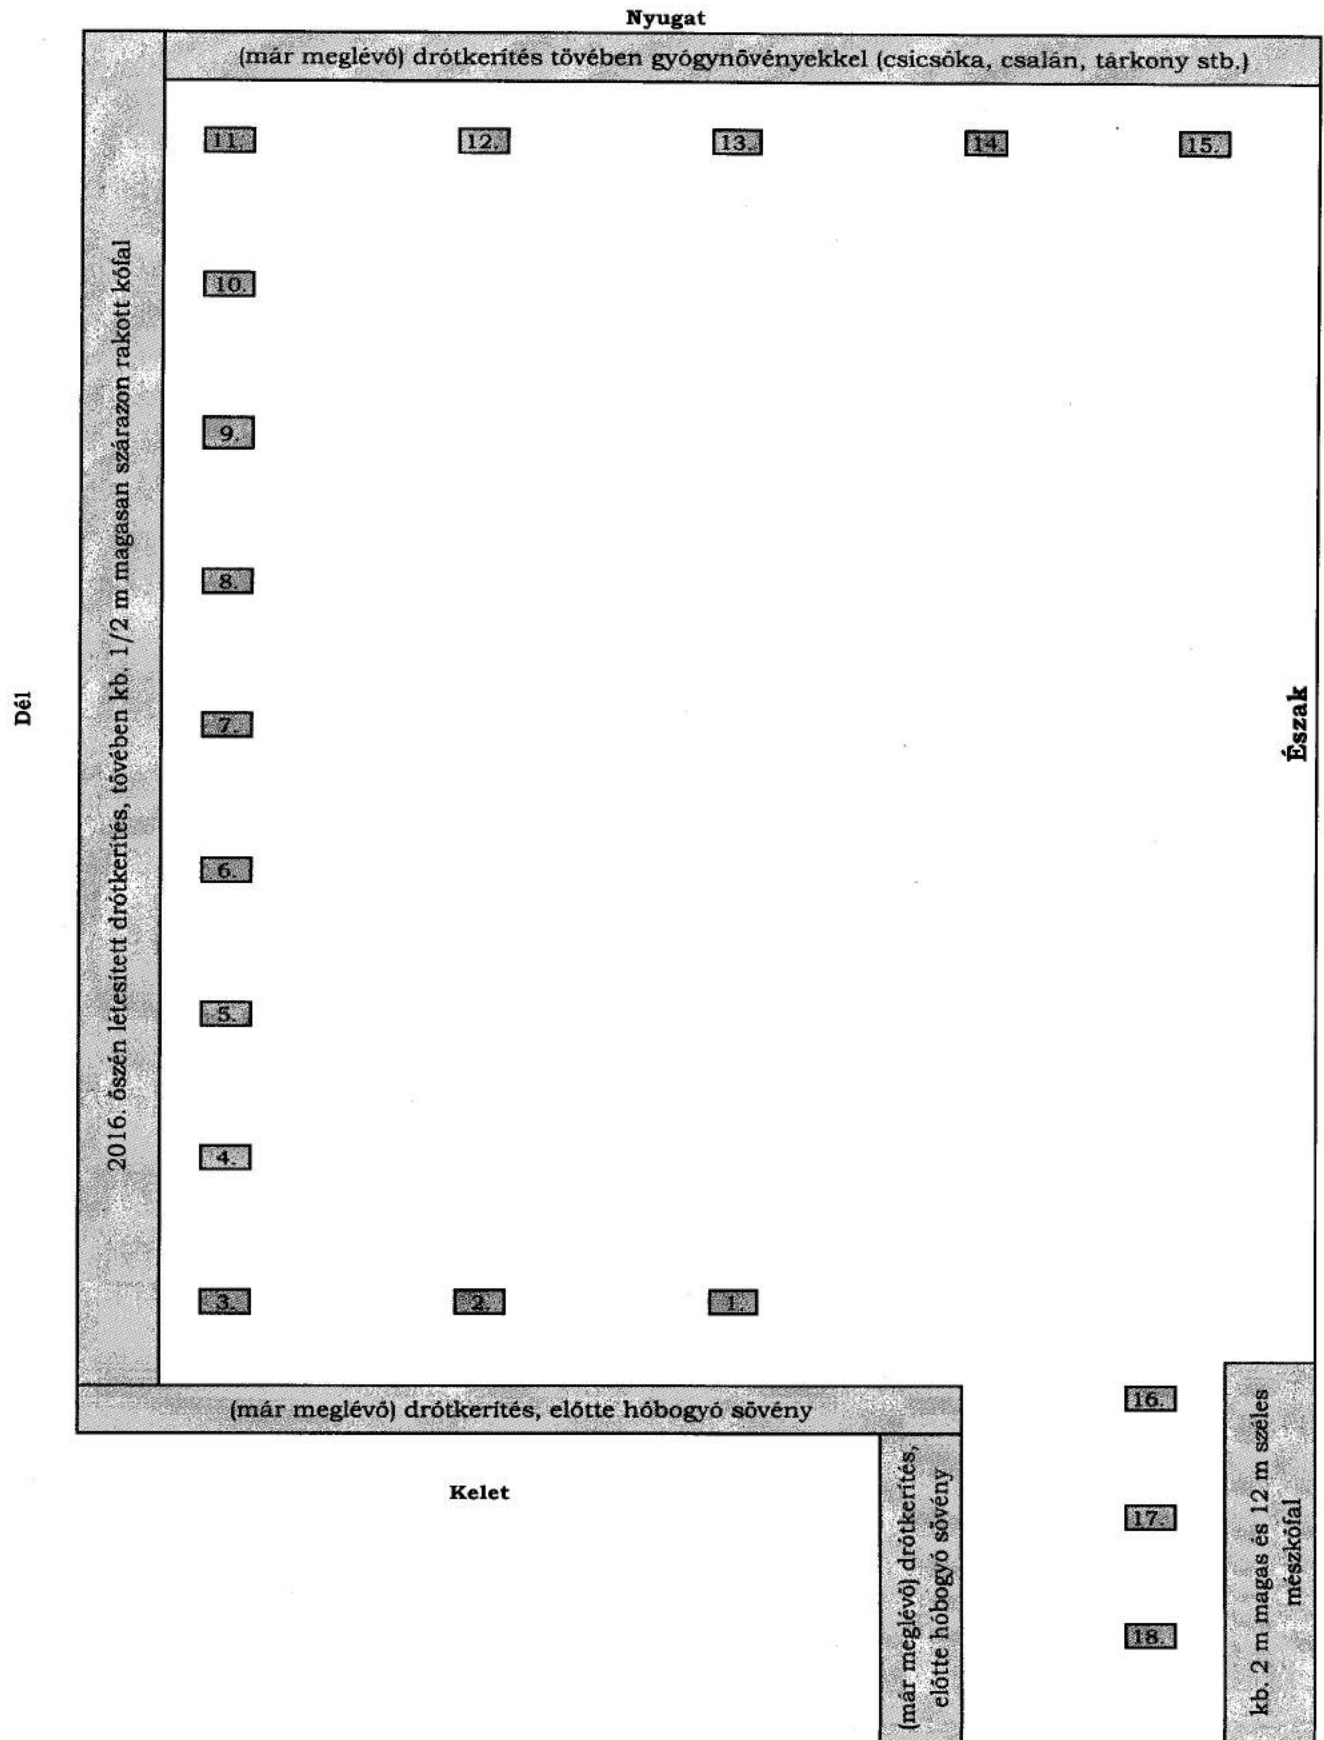 Nyugat
(már meglévő) drótkerítés tövében gyógynövényekkel (csicsóka, csalán, tárkony stb.)
11.
12.
13.
14.
15.
10.
9.
8.
7.
6.
5.
4.
3.
2.
1.
2016. őszén létesített drótkerítés, tövében kb. 1/2 m magasan szárazon rakott kőfal
Dél
Észak
(már meglévő) drótkerítés, előtte hóbogyó sövény
Kelet
(már meglévő) drótkerítés,
előtte hóbogyó sövény
16.
17.
18.
kb. 2 m magas és 12 m széles
mészkőfal